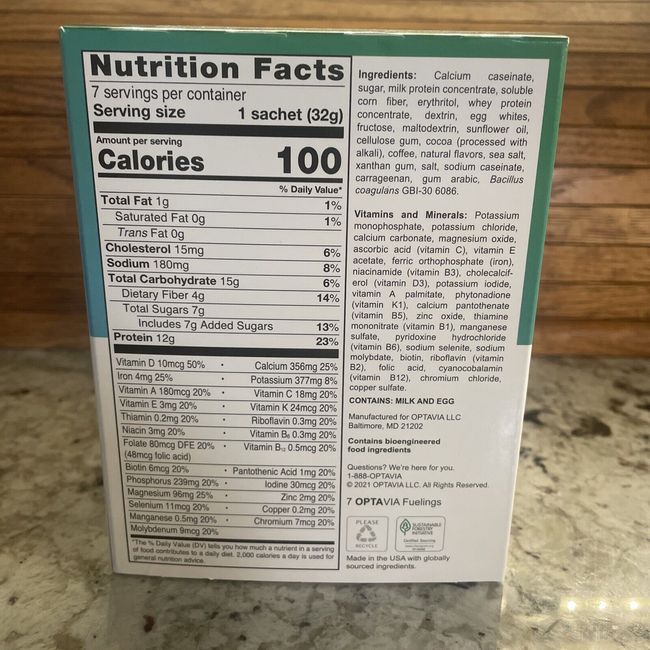 Nutrition Facts
7 servings per container
Serving size 1 sachet (32g)
Amount per serving
Calories 100
% Daily Value*
Total Fat 1g 1%
Saturated Fat 0g 1%
Trans Fat 0g
Cholesterol 15mg 6%
Sodium 180mg 8%
Total Carbohydrate 15g 6%
Dietary Fiber 4g 14%
Total Sugars 7g
Includes 7g Added Sugars 13%
Protein 12g 23%
Vitamin D 10mcg 50% • Calcium 356mg 25%
Iron 4mg 25% • Potassium 377mg 8%
Vitamin A 180mcg 20% • Vitamin C 18mg 20%
Vitamin E 3mg 20% • Vitamin K 24mcg 20%
Thiamin 0.2mg 20% • Riboflavin 0.3mg 20%
Niacin 3mg 20% • Vitamin B₆ 0.3mg 20%
Folate 80mcg DFE 20% • Vitamin B₁₂ 0.5mcg 20%
(48mcg folic acid)
Biotin 6mcg 20% • Pantothenic Acid 1mg 20%
Phosphorus 239mg 20% • Iodine 30mcg 20%
Magnesium 96mg 25% • Zinc 2mg 20%
Selenium 11mcg 20% • Copper 0.2mg 20%
Manganese 0.5mg 20% • Chromium 7mcg 20%
Molybdenum 9mcg 20%
*The % Daily Value (DV) tells you how much a nutrient in a serving
of food contributes to a daily diet. 2,000 calories a day is used for
general nutrition advice.
Ingredients: Calcium caseinate,
sugar, milk protein concentrate, soluble
corn fiber, erythritol, whey protein
concentrate, dextrin, egg whites,
fructose, maltodextrin, sunflower oil,
cellulose gum, cocoa (processed with
alkali), coffee, natural flavors, sea salt,
xanthan gum, salt, sodium caseinate,
carrageenan, gum arabic, Bacillus
coagulans GBI-30 6086.
Vitamins and Minerals: Potassium
monophosphate, potassium chloride,
calcium carbonate, magnesium oxide,
ascorbic acid (vitamin C), vitamin E
acetate, ferric orthophosphate (iron),
niacinamide (vitamin B3), cholecalcif-
erol (vitamin D3), potassium iodide,
vitamin A palmitate, phytonadione
(vitamin K1), calcium pantothenate
(vitamin B5), zinc oxide, thiamine
mononitrate (vitamin B1), manganese
sulfate, pyridoxine hydrochloride
(vitamin B6), sodium selenite, sodium
molybdate, biotin, riboflavin (vitamin
B2), folic acid, cyanocobalamin
(vitamin B12), chromium chloride,
copper sulfate.
CONTAINS: MILK AND EGG
Manufactured for OPTAVIA LLC
Baltimore, MD 21202
Contains bioengineered
food ingredients
Questions? We're here for you.
1-888-OPTAVIA
© 2021 OPTAVIA LLC. All Rights Reserved.
7 OPTAVIA Fuelings
PLEASE
RECYCLE
SUSTAINABLE
FORESTRY
INITIATIVE
Certified Sourcing
Made in the USA with globally
sourced ingredients.